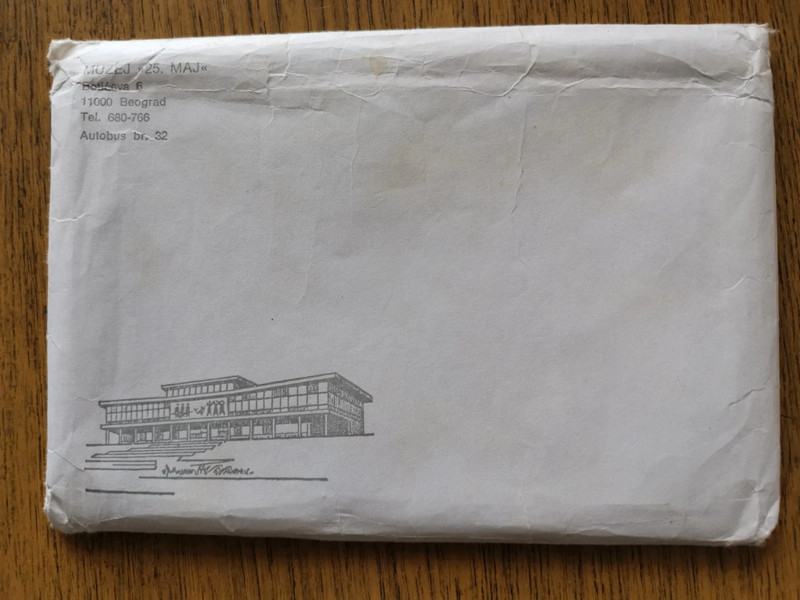 MUZEJ »25. MAJ«
Botićeva 6
11000 Beograd
Tel. 680-766
Autobus br. 32